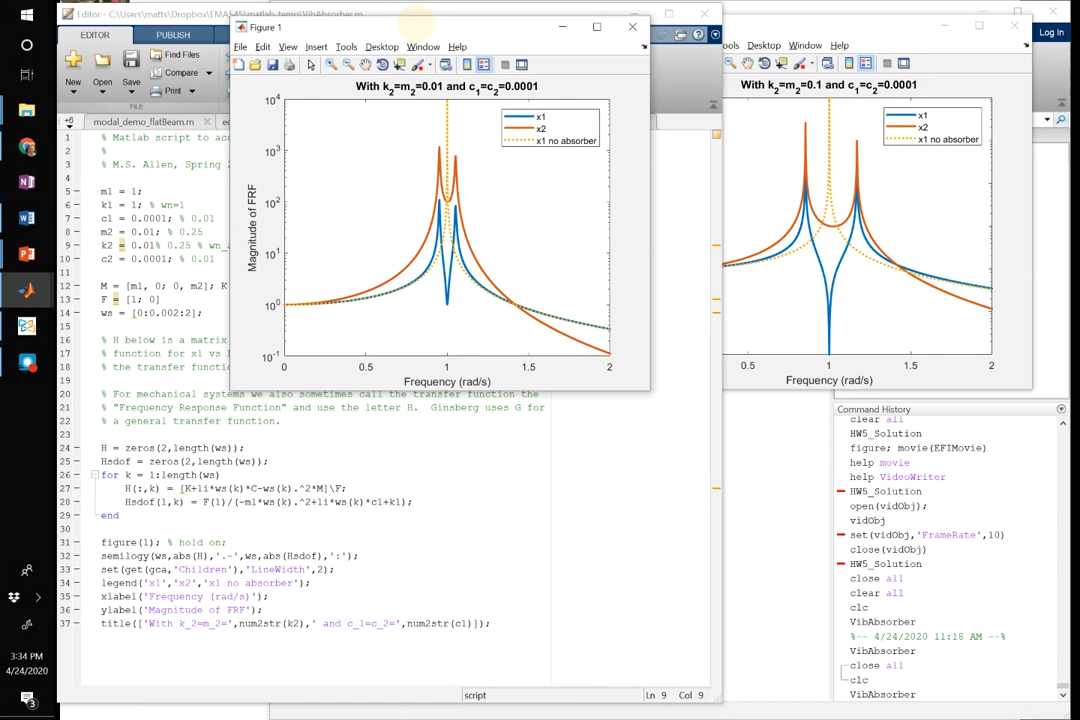 Editor - C:\Users\matts\Dropbox\EMA545\matlab_temp\VibAbsorber.m
EDITOR
PUBLISH
New
Open
Save
Find Files
Compare
Print
FILE
Log In
+6
modal_demo_flatBeam.m
1 % Matlab script to acc
2 %
3 % M.S. Allen, Spring 2
4
5 m1 = 1;
6 k1 = 1; % wn=1
7 c1 = 0.0001; % 0.01
8 m2 = 0.01; % 0.25
9 k2 = 0.01% 0.25 % wn_a
10 c2 = 0.0001; % 0.01
11
12 M = [m1, 0; 0, m2]; K
13 F = [1; 0]
14 ws = [0:0.002:2];
15
16 % H below is a matrix
17 % function for x1 vs
18 % the transfer functio
19
20 % For mechanical systems we also sometimes call the transfer function the
21 % "Frequency Response Function" and use the letter H.  Ginsberg uses G for
22 % a general transfer function.
23
24 H = zeros(2,length(ws));
25 Hsdof = zeros(2,length(ws));
26 for k = 1:length(ws)
27 H(:,k) = [K+1i*ws(k)*C-ws(k).^2*M]\F;
28 Hsdof(1,k) = F(1)/(-m1*ws(k).^2+1i*ws(k)*c1+k1);
29 end
30
31 figure(1); % hold on;
32 semilogy(ws,abs(H),'.-',ws,abs(Hsdof),':');
33 set(get(gca,'Children'),'LineWidth',2);
34 legend('x1','x2','x1 no absorber');
35 xlabel('Frequency (rad/s)');
36 ylabel('Magnitude of FRF');
37 title(['With k_2=m_2=',num2str(k2),' and c_1=c_2=',num2str(c1)]);
script
Ln 9 Col 9
Figure 1
File Edit View Insert Tools Desktop Window Help
With k2=m2=0.01 and c1=c2=0.0001
x1
x2
x1 no absorber
Magnitude of FRF
10^4
10^3
10^2
10^1
10^0
10^-1
0 0.5 1 1.5 2
Frequency (rad/s)
ools Desktop Window Help
With k2=m2=0.1 and c1=c2=0.0001
x1
x2
x1 no absorber
0.5 1 1.5 2
Frequency (rad/s)
Command History
clear all
HW5_Solution
figure; movie(EFIMovie)
help movie
help VideoWriter
HW5_Solution
open(vidObj);
vidObj
set(vidObj,'FrameRate',10)
close(vidObj)
HW5_Solution
close all
clear all
clc
VibAbsorber
%-- 4/24/2020 11:18 AM --%
VibAbsorber
close all
clc
VibAbsorber
3:34 PM
4/24/2020
3